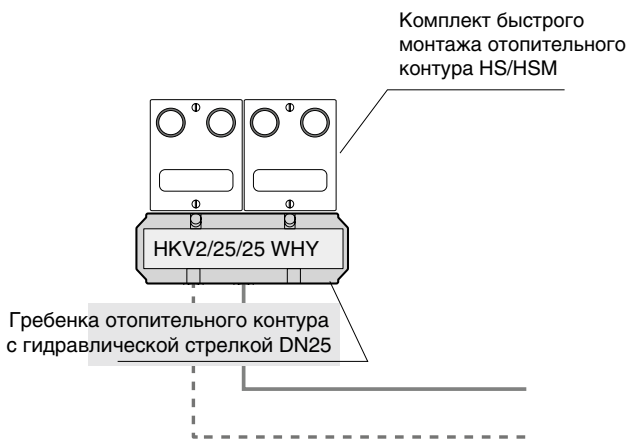 Комплект быстрого
монтажа отопительного
контура HS/HSM
HKV2/25/25 WHY
Гребенка отопительного контура
с гидравлической стрелкой DN25